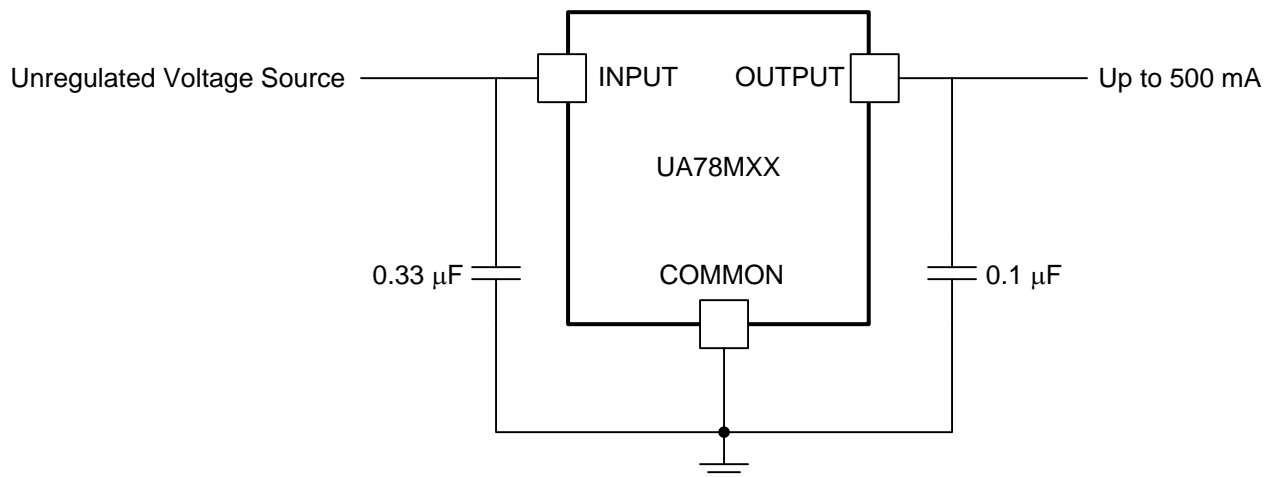 Unregulated Voltage Source
INPUT
OUTPUT
Up to 500 mA
UA78MXX
0.33 μF
COMMON
0.1 μF